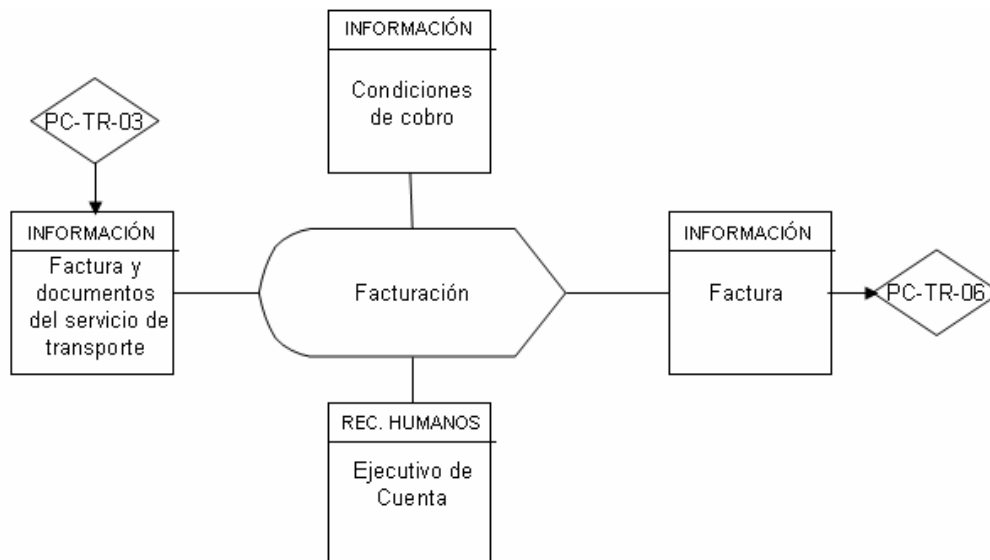 INFORMACIÓN
Condiciones
de cobro
PC-TR-03
INFORMACIÓN
Factura y
documentos
del servicio de
transporte
Facturación
INFORMACIÓN
Factura
PC-TR-06
REC. HUMANOS
Ejecutivo de
Cuenta